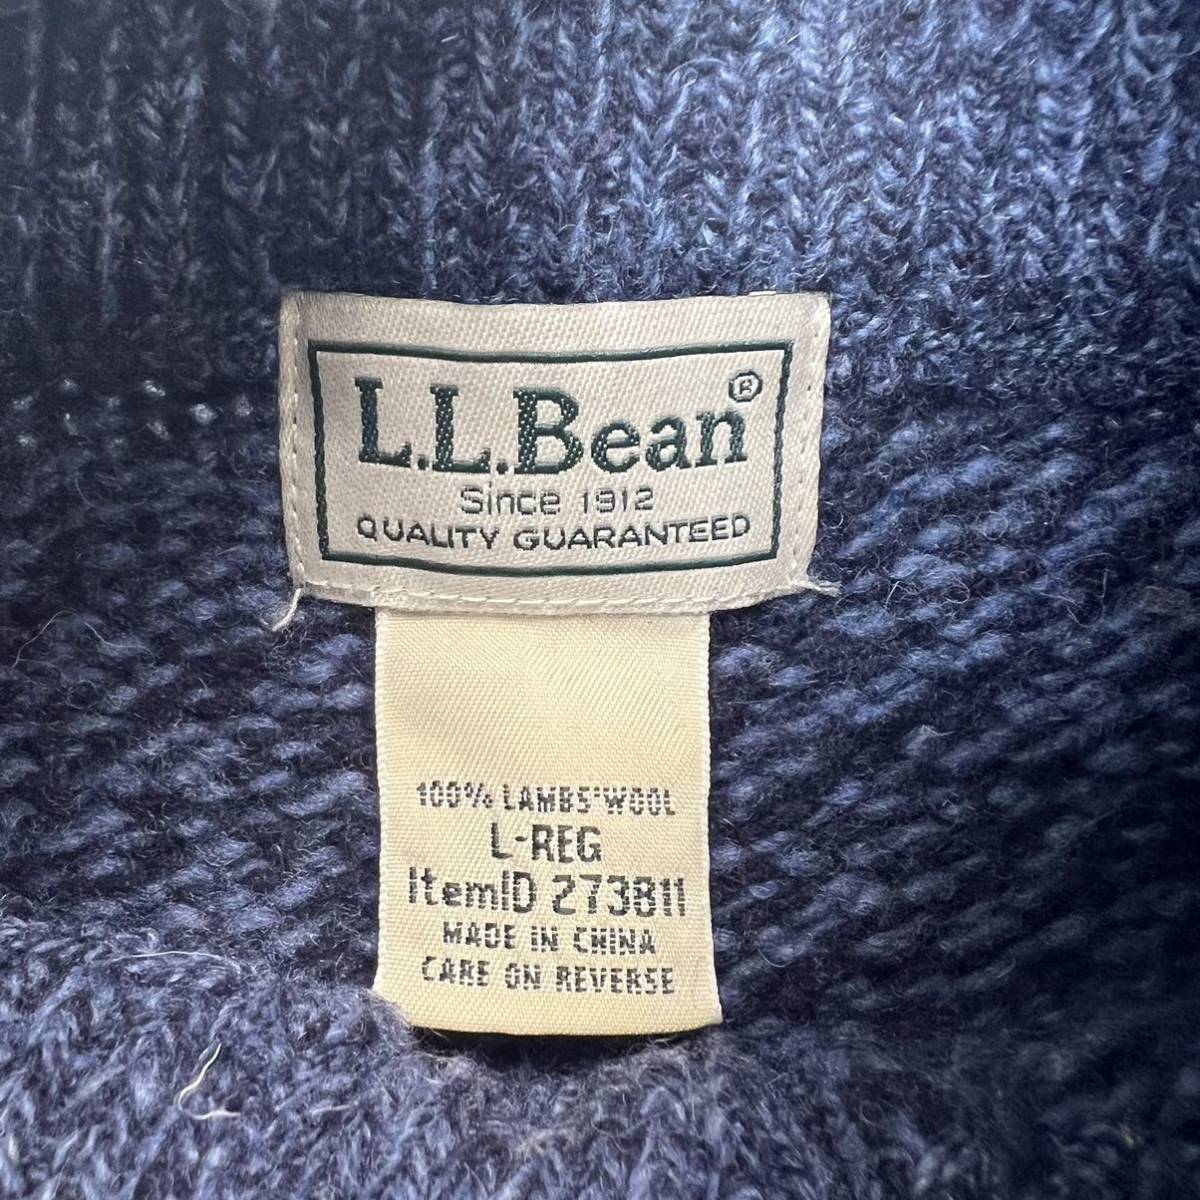 L.L.Bean®
Since 1912
QUALITY GUARANTEED
100% LAMBS'WOOL
L-REG
ItemID 273811
MADE IN CHINA
CARE ON REVERSE